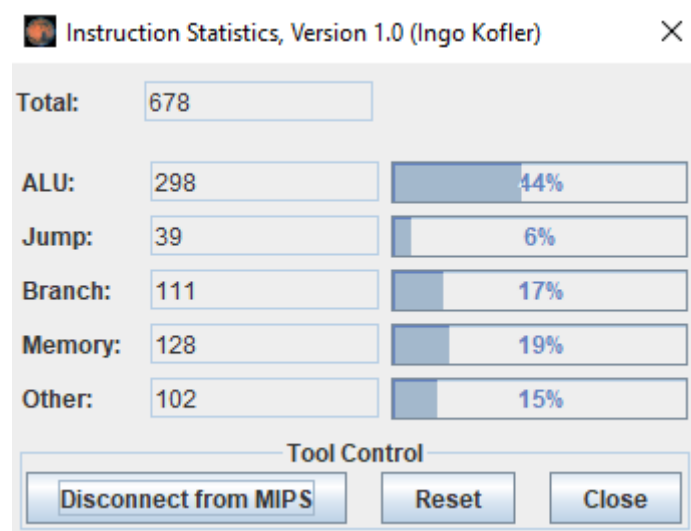 Instruction Statistics, Version 1.0 (Ingo Kofler)
Total: 678
ALU: 298 44%
Jump: 39 6%
Branch: 111 17%
Memory: 128 19%
Other: 102 15%
Tool Control
Disconnect from MIPS Reset Close